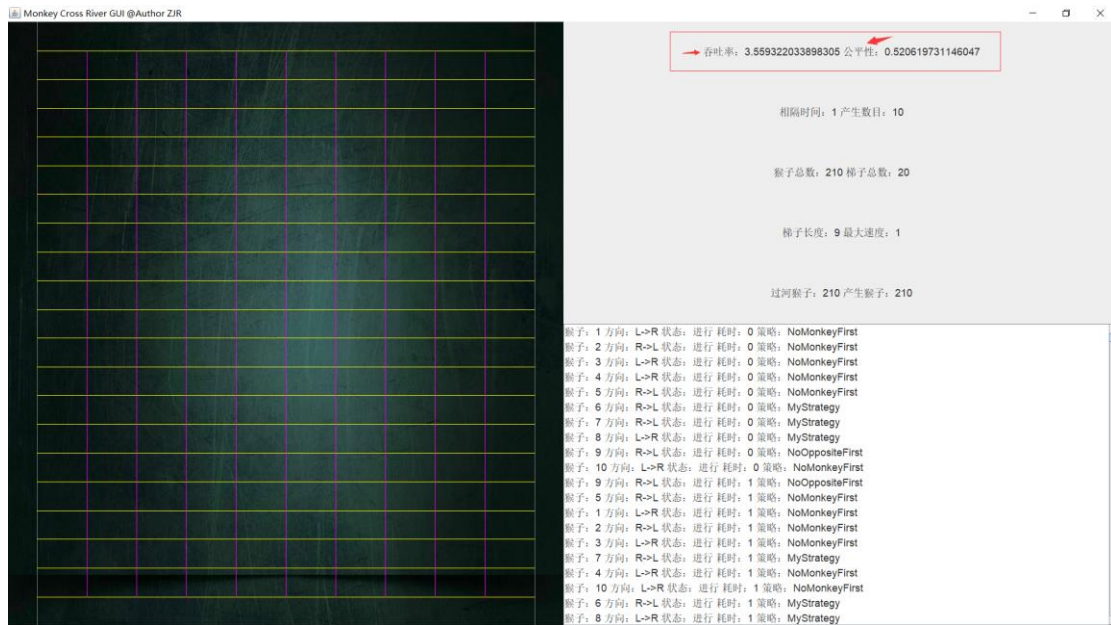 Monkey Cross River GUI @Author ZJR
吞吐率：3.559322033898305 公平性：0.520619731146047
相隔时间：1 产生数目：10
猴子总数：210 梯子总数：20
梯子长度：9 最大速度：1
过河猴子：210 产生猴子：210
猴子：1 方向：L->R 状态：进行 耗时：0 策略：NoMonkeyFirst
猴子：2 方向：R->L 状态：进行 耗时：0 策略：NoMonkeyFirst
猴子：3 方向：L->R 状态：进行 耗时：0 策略：NoMonkeyFirst
猴子：4 方向：L->R 状态：进行 耗时：0 策略：NoMonkeyFirst
猴子：5 方向：R->L 状态：进行 耗时：0 策略：NoMonkeyFirst
猴子：6 方向：R->L 状态：进行 耗时：0 策略：MyStrategy
猴子：7 方向：R->L 状态：进行 耗时：0 策略：MyStrategy
猴子：8 方向：L->R 状态：进行 耗时：0 策略：MyStrategy
猴子：9 方向：R->L 状态：进行 耗时：0 策略：NoOppositeFirst
猴子：10 方向：L->R 状态：进行 耗时：0 策略：NoMonkeyFirst
猴子：9 方向：R->L 状态：进行 耗时：1 策略：NoOppositeFirst
猴子：5 方向：R->L 状态：进行 耗时：1 策略：NoMonkeyFirst
猴子：1 方向：L->R 状态：进行 耗时：1 策略：NoMonkeyFirst
猴子：2 方向：R->L 状态：进行 耗时：1 策略：NoMonkeyFirst
猴子：3 方向：L->R 状态：进行 耗时：1 策略：NoMonkeyFirst
猴子：7 方向：R->L 状态：进行 耗时：1 策略：MyStrategy
猴子：4 方向：L->R 状态：进行 耗时：1 策略：NoMonkeyFirst
猴子：10 方向：L->R 状态：进行 耗时：1 策略：NoMonkeyFirst
猴子：6 方向：R->L 状态：进行 耗时：1 策略：MyStrategy
猴子：8 方向：L->R 状态：进行 耗时：1 策略：MyStrategy